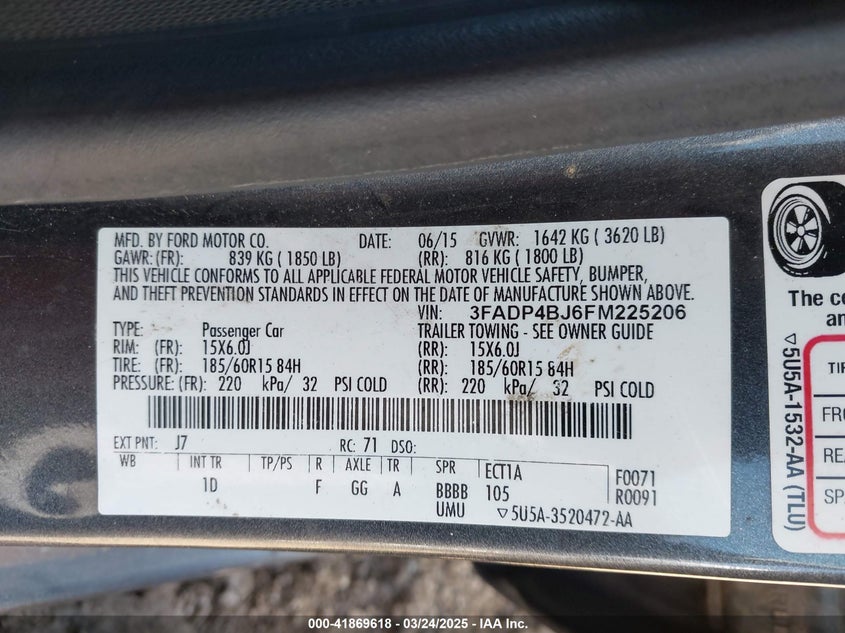 MFD. BY FORD MOTOR CO. DATE: 06/15 GVWR: 1642 KG ( 3620 LB)
GAWR: (FR): 839 KG ( 1850 LB) (RR): 816 KG ( 1800 LB)
THIS VEHICLE CONFORMS TO ALL APPLICABLE FEDERAL MOTOR VEHICLE SAFETY, BUMPER,
AND THEFT PREVENTION STANDARDS IN EFFECT ON THE DATE OF MANUFACTURE SHOWN ABOVE.
VIN: 3FADP4BJ6FM225206
TYPE: Passenger Car TRAILER TOWING - SEE OWNER GUIDE
RIM: (FR): 15X6.0J (RR): 15X6.0J
TIRE: (FR): 185/60R15 84H (RR): 185/60R15 84H
PRESSURE: (FR): 220 kPa/ 32 PSI COLD (RR): 220 kPa/ 32 PSI COLD
EXT PNT: J7 RC: 71 DSO:
WB INT TR TP/PS R AXLE TR SPR ECT1A F0071
1D F GG A BBBB 105 R0091
UMU ▽5U5A-3520472-AA
▽5U5A-1532-AA (TLU)
The co
an
TIR
FRO
REA
SPA
000-41869618 - 03/24/2025 - IAA Inc.